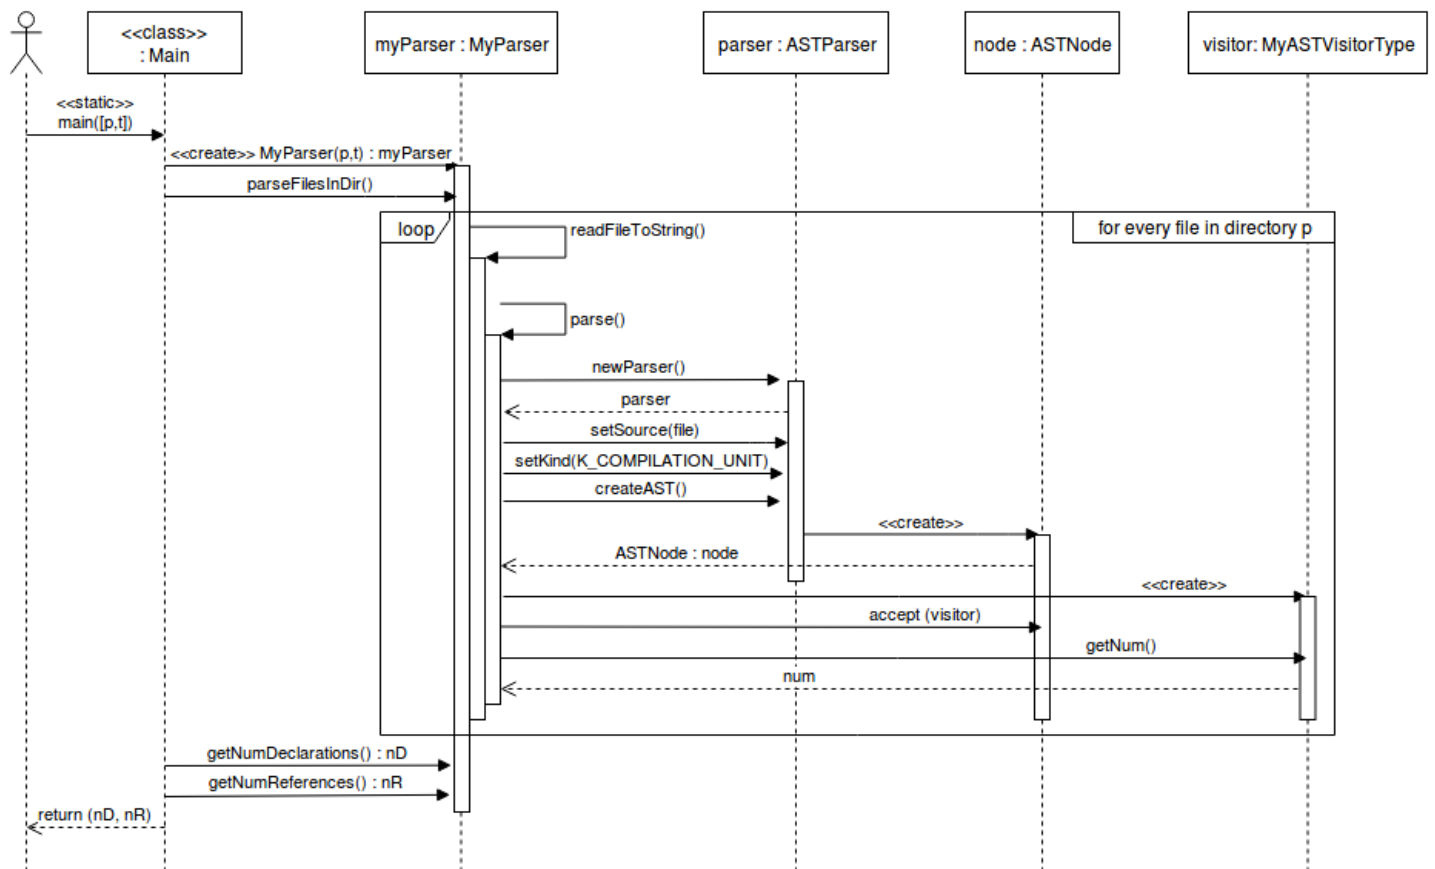 <<class>>
: Main
myParser : MyParser
parser : ASTParser
node : ASTNode
visitor: MyASTVisitorType
<<static>>
main([p,t])
<<create>> MyParser(p,t) : myParser
parseFilesInDir()
loop
readFileToString()
for every file in directory p
parse()
newParser()
parser
setSource(file)
setKind(K_COMPILATION_UNIT)
createAST()
<<create>>
ASTNode : node
<<create>>
accept (visitor)
getNum()
num
getNumDeclarations() : nD
getNumReferences() : nR
return (nD, nR)